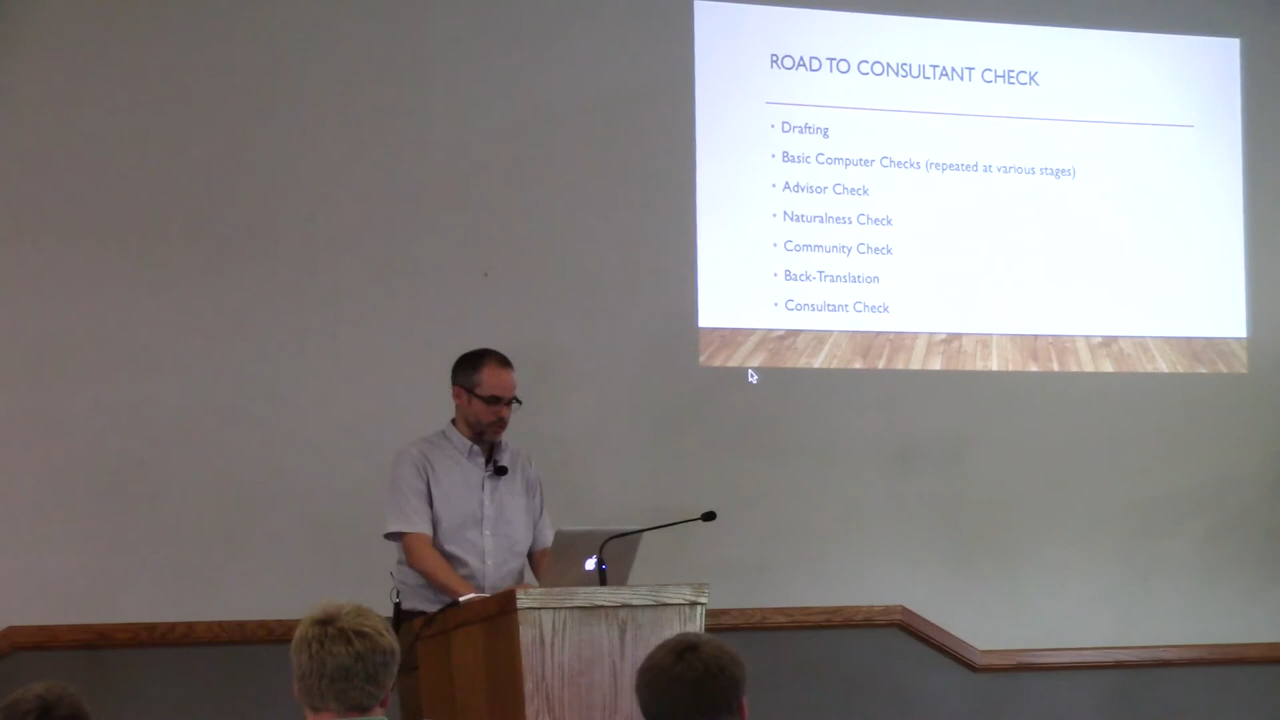 ROAD TO CONSULTANT CHECK
• Drafting
• Basic Computer Checks (repeated at various stages)
• Advisor Check
• Naturalness Check
• Community Check
• Back-Translation
• Consultant Check